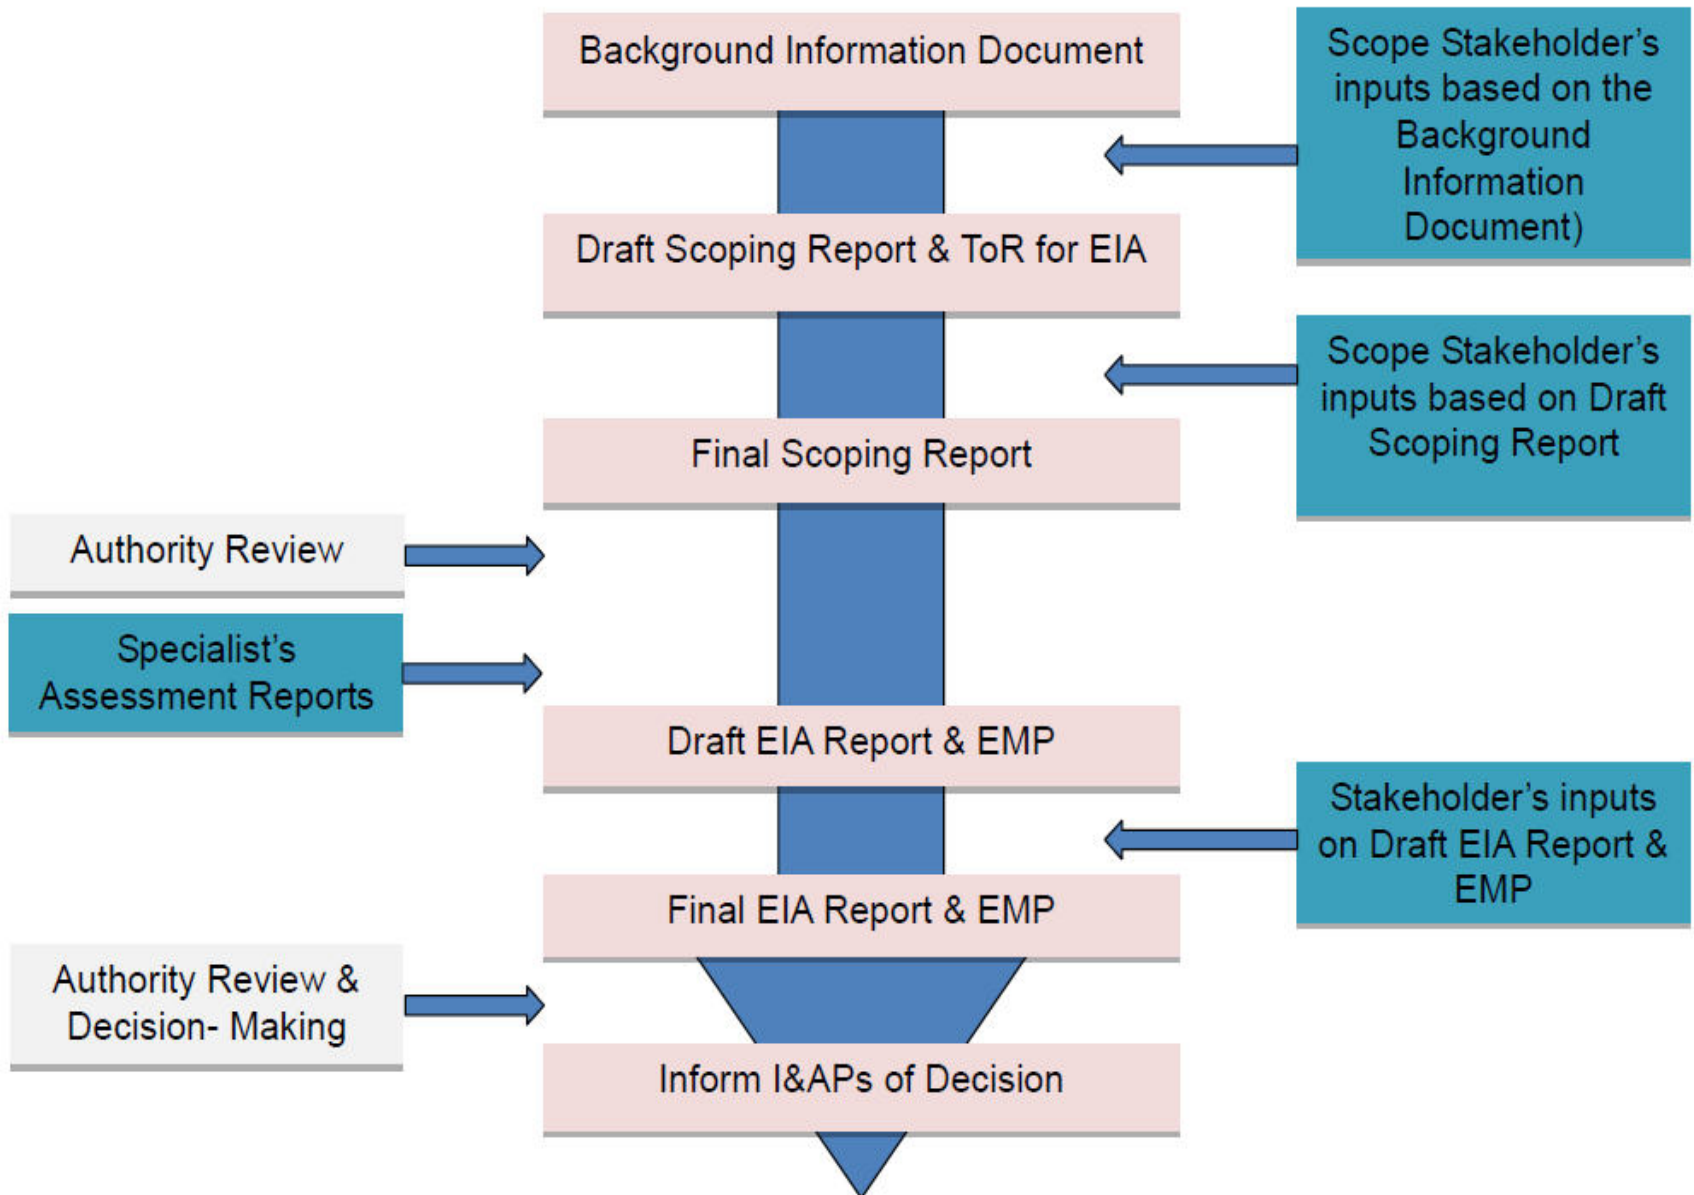 Background Information Document
Scope Stakeholder's
inputs based on the
Background
Information
Document)
Draft Scoping Report & ToR for EIA
Scope Stakeholder's
inputs based on Draft
Scoping Report
Final Scoping Report
Authority Review
Specialist's
Assessment Reports
Draft EIA Report & EMP
Stakeholder's inputs
on Draft EIA Report &
EMP
Final EIA Report & EMP
Authority Review &
Decision- Making
Inform I&APs of Decision